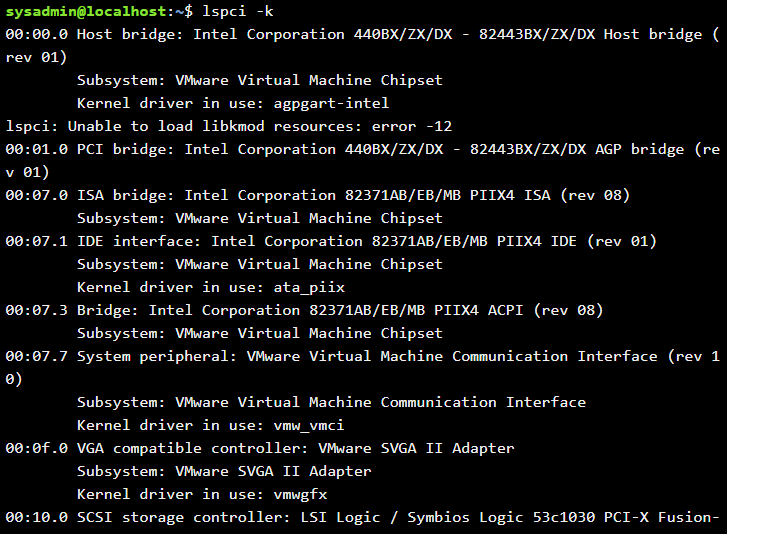 sysadmin@localhost:~$ lspci -k
00:00.0 Host bridge: Intel Corporation 440BX/ZX/DX - 82443BX/ZX/DX Host bridge (
rev 01)
        Subsystem: VMware Virtual Machine Chipset
        Kernel driver in use: agpgart-intel
lspci: Unable to load libkmod resources: error -12
00:01.0 PCI bridge: Intel Corporation 440BX/ZX/DX - 82443BX/ZX/DX AGP bridge (re
v 01)
00:07.0 ISA bridge: Intel Corporation 82371AB/EB/MB PIIX4 ISA (rev 08)
        Subsystem: VMware Virtual Machine Chipset
00:07.1 IDE interface: Intel Corporation 82371AB/EB/MB PIIX4 IDE (rev 01)
        Subsystem: VMware Virtual Machine Chipset
        Kernel driver in use: ata_piix
00:07.3 Bridge: Intel Corporation 82371AB/EB/MB PIIX4 ACPI (rev 08)
        Subsystem: VMware Virtual Machine Chipset
00:07.7 System peripheral: VMware Virtual Machine Communication Interface (rev 1
0)
        Subsystem: VMware Virtual Machine Communication Interface
        Kernel driver in use: vmw_vmci
00:0f.0 VGA compatible controller: VMware SVGA II Adapter
        Subsystem: VMware SVGA II Adapter
        Kernel driver in use: vmwgfx
00:10.0 SCSI storage controller: LSI Logic / Symbios Logic 53c1030 PCI-X Fusion-